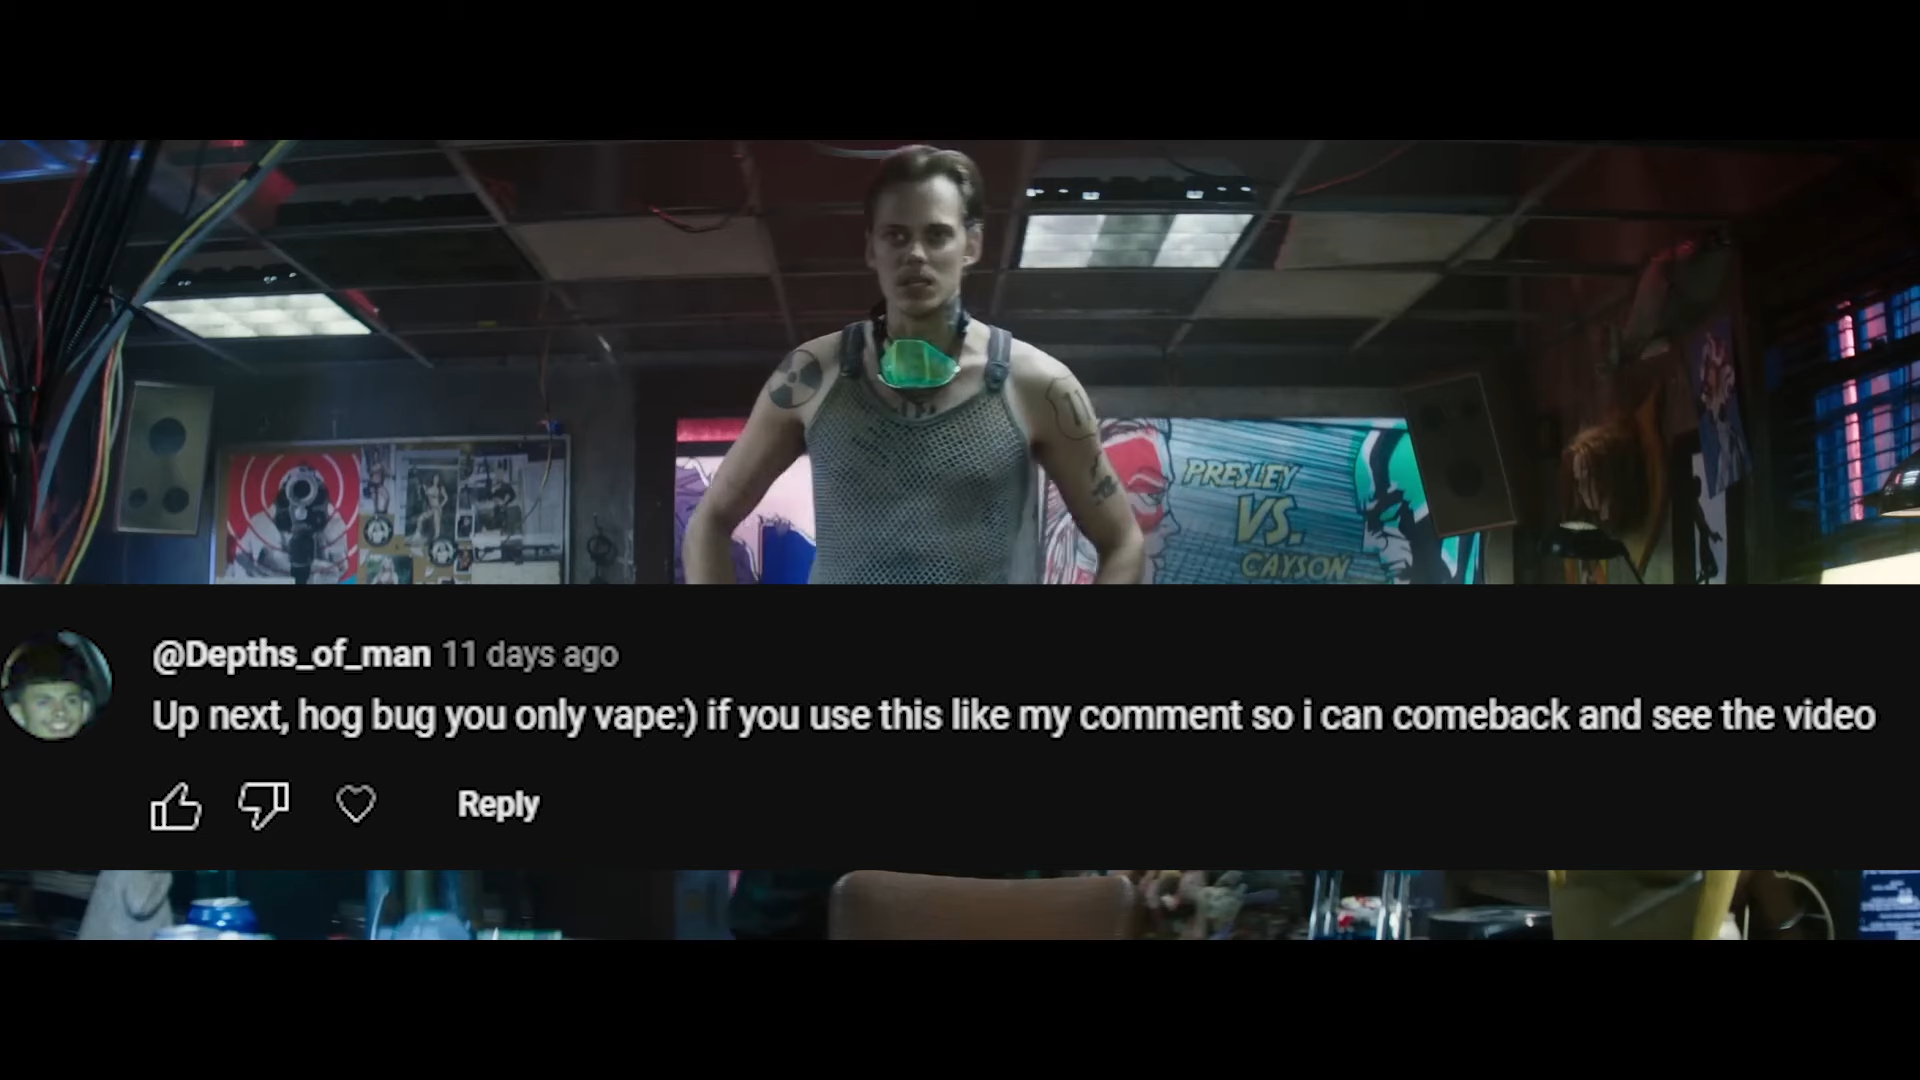 PRESLEY
VS.
CAYSON
@Depths_of_man 11 days ago
Up next, hog bug you only vape:) if you use this like my comment so i can comeback and see the video
Reply